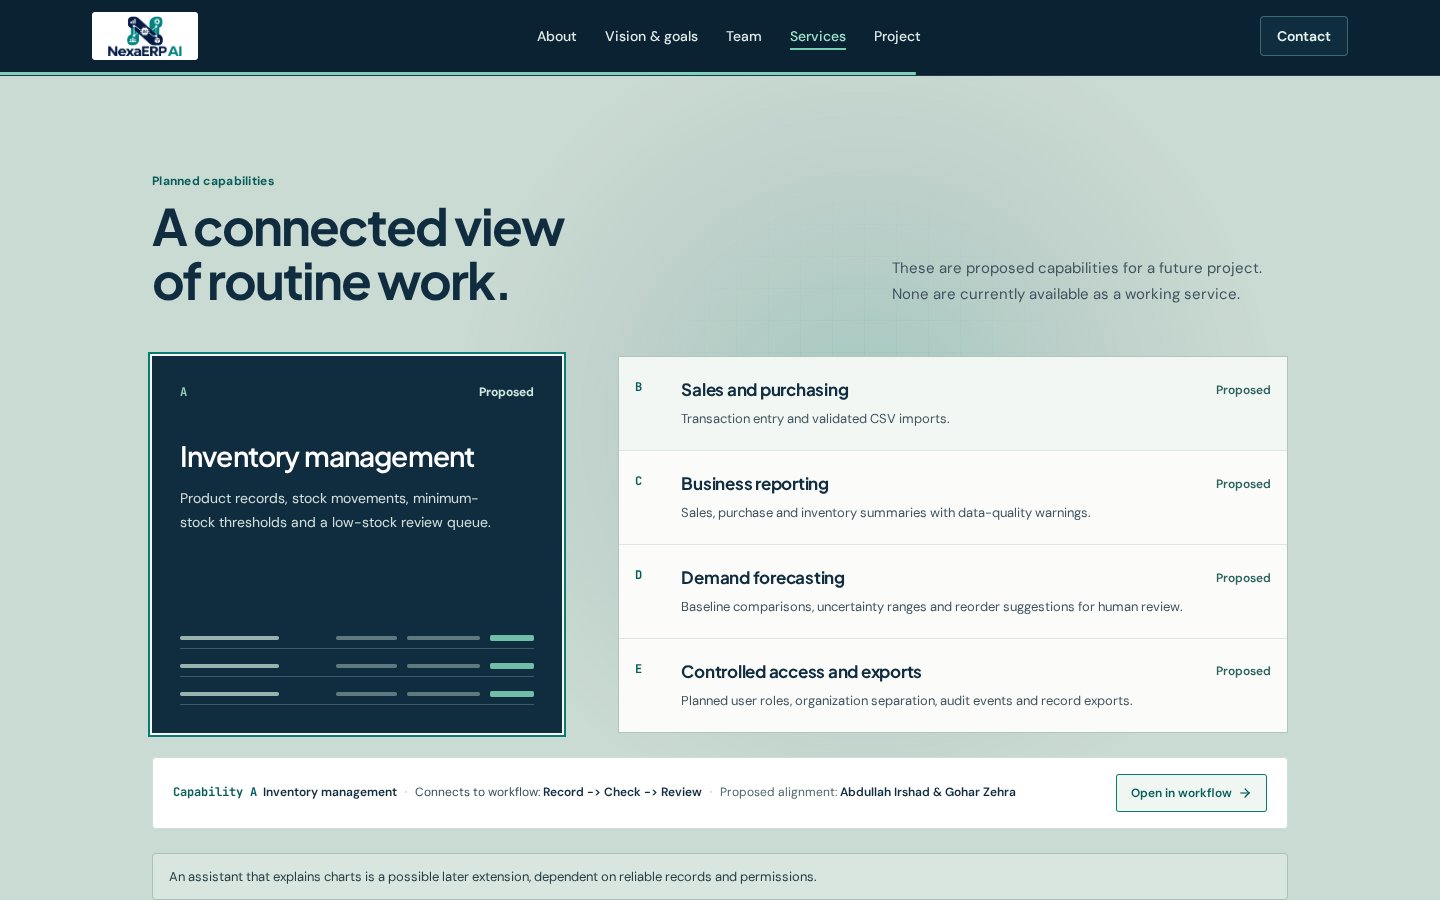 NexaERP AI
About
Vision & goals
Team
Services
Project
Contact
Planned capabilities
A connected view
of routine work.
These are proposed capabilities for a future project.
None are currently available as a working service.
A
Proposed
Inventory management
Product records, stock movements, minimum-
stock thresholds and a low-stock review queue.
B
Sales and purchasing
Proposed
Transaction entry and validated CSV imports.
C
Business reporting
Proposed
Sales, purchase and inventory summaries with data-quality warnings.
D
Demand forecasting
Proposed
Baseline comparisons, uncertainty ranges and reorder suggestions for human review.
E
Controlled access and exports
Proposed
Planned user roles, organization separation, audit events and record exports.
Capability A Inventory management · Connects to workflow: Record -> Check -> Review · Proposed alignment: Abdullah Irshad & Gohar Zehra
Open in workflow →
An assistant that explains charts is a possible later extension, dependent on reliable records and permissions.